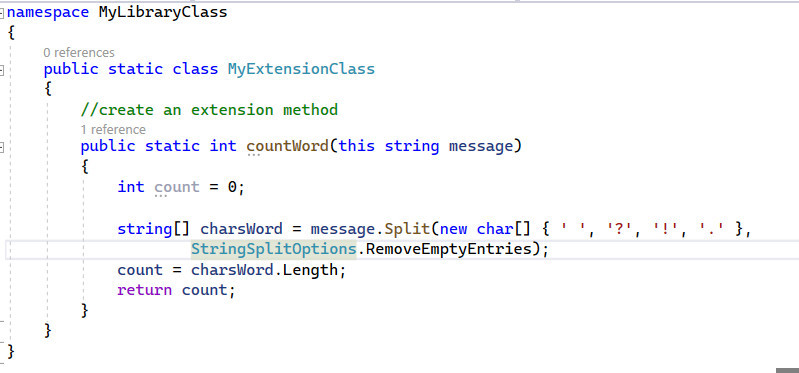 namespace MyLibraryClass
{
0 references
public static class MyExtensionClass
{
//create an extension method
1 reference
public static int countWord(this string message)
{
int count = 0;
string[] charsWord = message.Split(new char[] { ' ', '?', '!', '.' },
StringSplitOptions.RemoveEmptyEntries);
count = charsWord.Length;
return count;
}
}
}